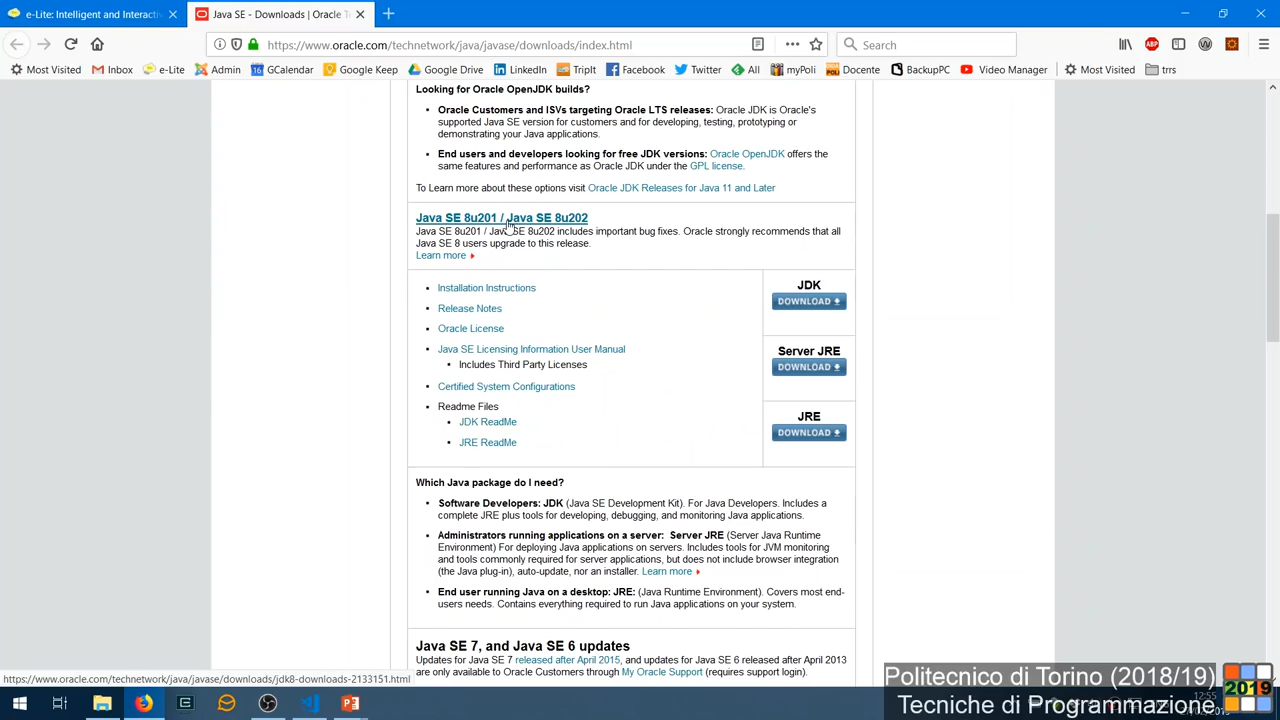 e-Lite: Intelligent and Interactiv
Java SE - Downloads | Oracle T
https://www.oracle.com/technetwork/java/javase/downloads/index.html
Search
Most Visited
Inbox
e-Lite
Admin
GCalendar
Google Keep
Google Drive
LinkedIn
TripIt
Facebook
Twitter
All
myPoli
Docente
BackupPC
Video Manager
Most Visited
trrs
Looking for Oracle OpenJDK builds?
Oracle Customers and ISVs targeting Oracle LTS releases: Oracle JDK is Oracle's
supported Java SE version for customers and for developing, testing, prototyping or
demonstrating your Java applications.
End users and developers looking for free JDK versions: Oracle OpenJDK offers the
same features and performance as Oracle JDK under the GPL license.
To Learn more about these options visit Oracle JDK Releases for Java 11 and Later
Java SE 8u201 / Java SE 8u202
Java SE 8u201 / Java SE 8u202 includes important bug fixes. Oracle strongly recommends that all
Java SE 8 users upgrade to this release.
Learn more
Installation Instructions
Release Notes
Oracle License
Java SE Licensing Information User Manual
Includes Third Party Licenses
Certified System Configurations
Readme Files
JDK ReadMe
JRE ReadMe
JDK
DOWNLOAD
Server JRE
DOWNLOAD
JRE
DOWNLOAD
Which Java package do I need?
Software Developers: JDK (Java SE Development Kit). For Java Developers. Includes a
complete JRE plus tools for developing, debugging, and monitoring Java applications.
Administrators running applications on a server: Server JRE (Server Java Runtime
Environment) For deploying Java applications on servers. Includes tools for JVM monitoring
and tools commonly required for server applications, but does not include browser integration
(the Java plug-in), auto-update, nor an installer. Learn more
End user running Java on a desktop: JRE: (Java Runtime Environment). Covers most end-
users needs. Contains everything required to run Java applications on your system.
Java SE 7, and Java SE 6 updates
Updates for Java SE 7 released after April 2015, and updates for Java SE 6 released after April 2013
are only available to Oracle Customers through My Oracle Support (requires support login).
https://www.oracle.com/technetwork/java/javase/downloads/jdk8-downloads-2133151.html
Politecnico di Torino (2018/19)
Tecniche di Programmazione
2019
12:55